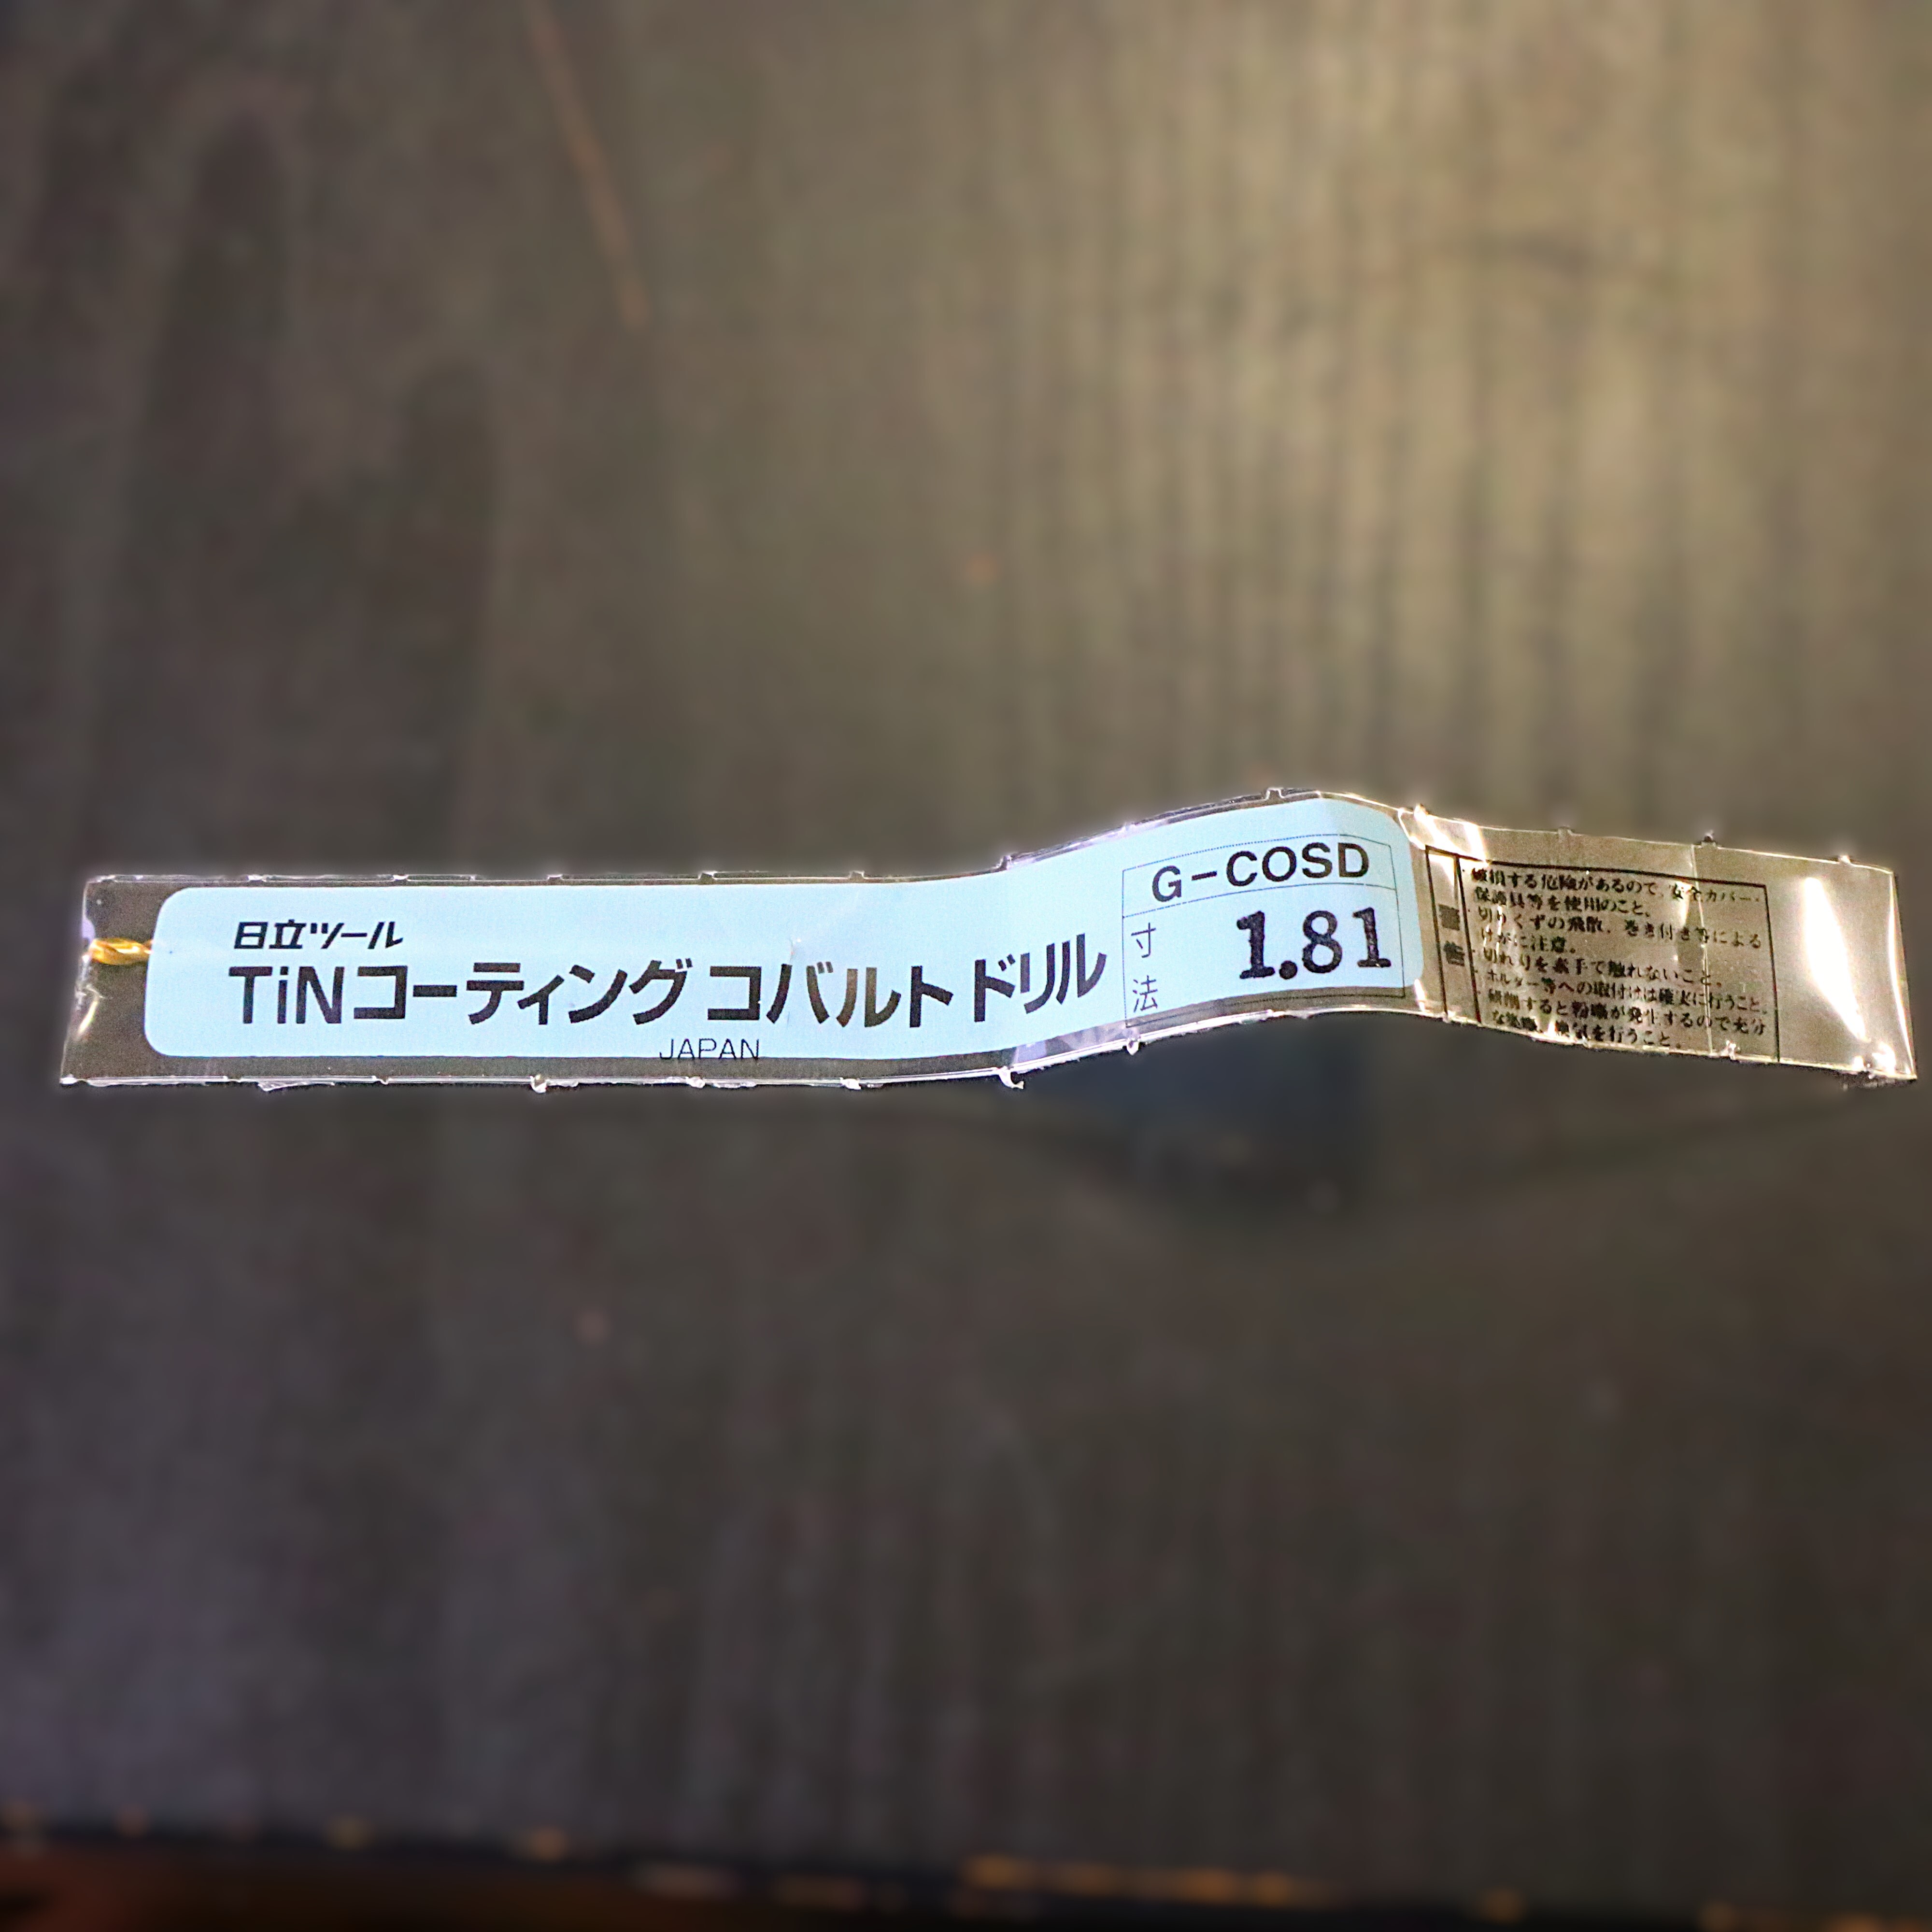 日立ツール
TiNコーティング コバルト ドリル
JAPAN
G-COSD
寸法
1.81
警告
破損する危険があるので、安全カバー・
保護具等を使用のこと。
・切りくずの飛散、巻き付き等による
けがに注意。
・切れ刃を素手で触れないこと。
・ホルダー等への取付けは確実に行うこと。
・研削すると粉塵が発生するので充分
換気を行うこと。